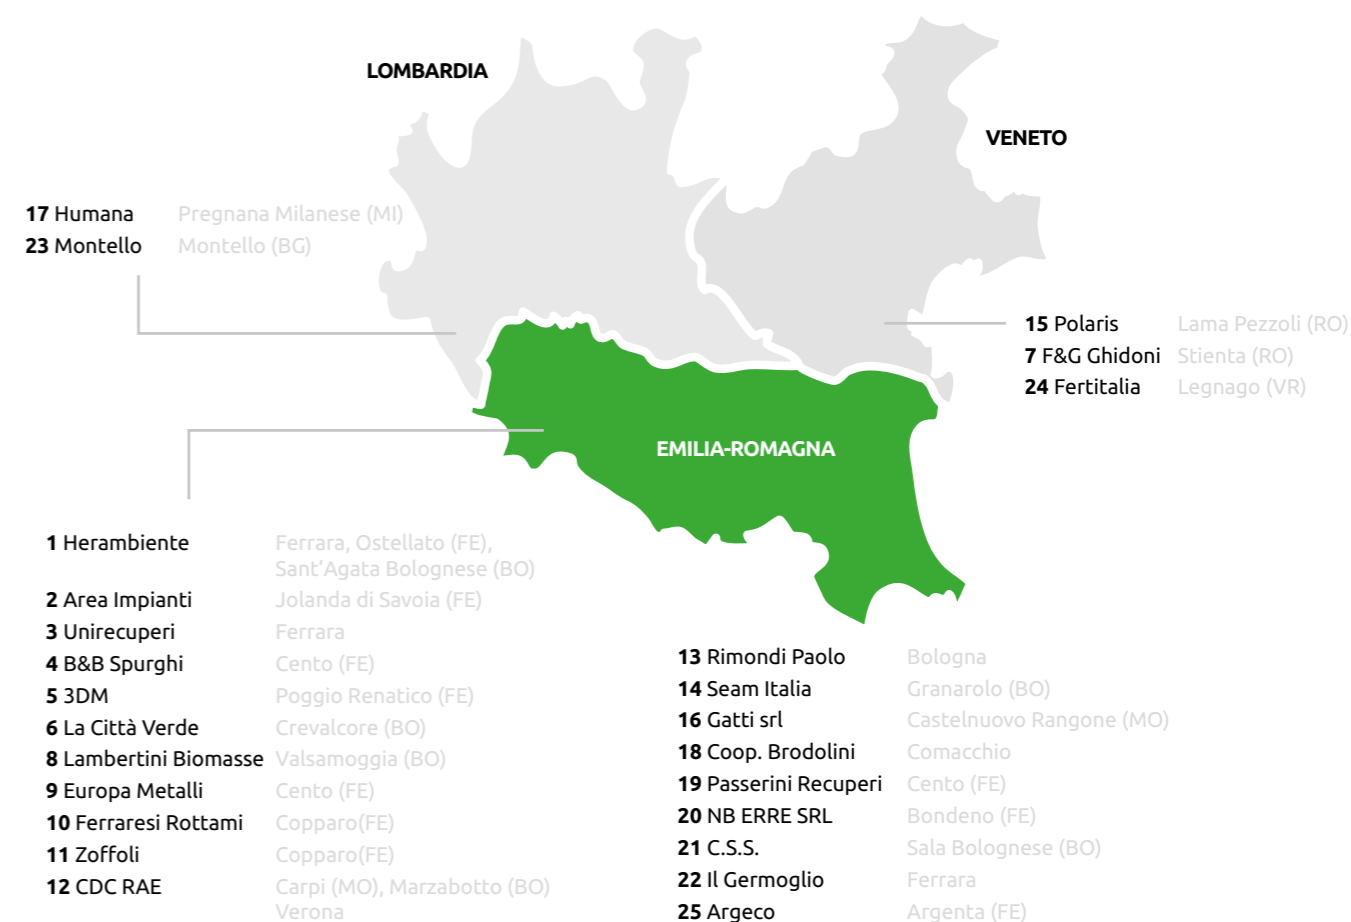 LOMBARDIA
VENETO
17 Humana Pregnana Milanese (MI)
23 Montello Montello (BG)
15 Polaris Lama Pezzoli (RO)
7 F&G Ghidoni Stienta (RO)
24 Fertitalia Legnago (VR)
EMILIA-ROMAGNA
1 Herambiente Ferrara, Ostellato (FE),
Sant'Agata Bolognese (BO)
2 Area Impianti Jolanda di Savoia (FE)
3 Unirecuperi Ferrara
4 B&B Spurghi Cento (FE)
5 3DM Poggio Renatico (FE)
6 La Città Verde Crevalcore (BO)
8 Lambertini Biomasse Valsamoggia (BO)
9 Europa Metalli Cento (FE)
10 Ferraresi Rottami Copparo(FE)
11 Zoffoli Copparo(FE)
12 CDC RAE Carpi (MO), Marzabotto (BO)
Verona
13 Rimondi Paolo Bologna
14 Seam Italia Granarolo (BO)
16 Gatti srl Castelnuovo Rangone (MO)
18 Coop. Brodolini Comacchio
19 Passerini Recuperi Cento (FE)
20 NB ERRE SRL Bondeno (FE)
21 C.S.S. Sala Bolognese (BO)
22 Il Germoglio Ferrara
25 Argeco Argenta (FE)